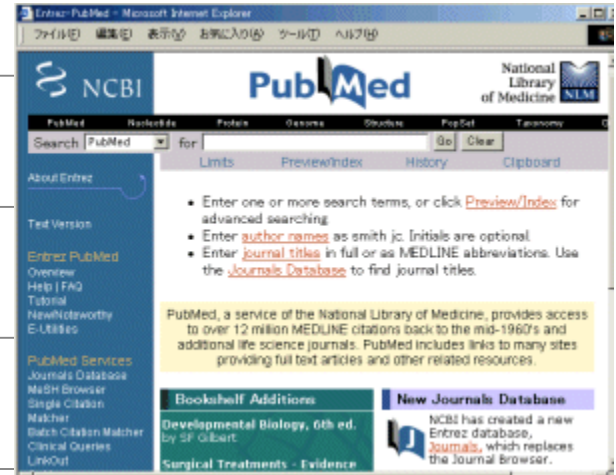 Entrez-PubMed - Microsoft Internet Explorer
ファイル(F) 編集(E) 表示(V) お気に入り(A) ツール(T) ヘルプ(H)
NCBI
PubMed
National
Library
of Medicine NLM
PubMed Nucleotide Protein Genome Structure PopSet Taxonomy
Search PubMed for Go Clear
Limits Preview/Index History Clipboard
About Entrez
Text Version
Entrez PubMed
Overview
Help | FAQ
Tutorial
New/Noteworthy
E-Utilities
PubMed Services
Journals Database
MeSH Browser
Single Citation
Matcher
Batch Citation Matcher
Clinical Queries
LinkOut
• Enter one or more search terms, or click Preview/Index for
advanced searching.
• Enter author names as smith jc. Initials are optional.
• Enter journal titles in full or as MEDLINE abbreviations. Use
the Journals Database to find journal titles.
PubMed, a service of the National Library of Medicine, provides access
to over 12 million MEDLINE citations back to the mid-1960's and
additional life science journals. PubMed includes links to many sites
providing full text articles and other related resources.
Bookshelf Additions
Developmental Biology, 6th ed.
by SF Gilbert
Surgical Treatments - Evidence
New Journals Database
J
NCBI has created a new
Entrez database,
Journals, which replaces
the Journal Browser.